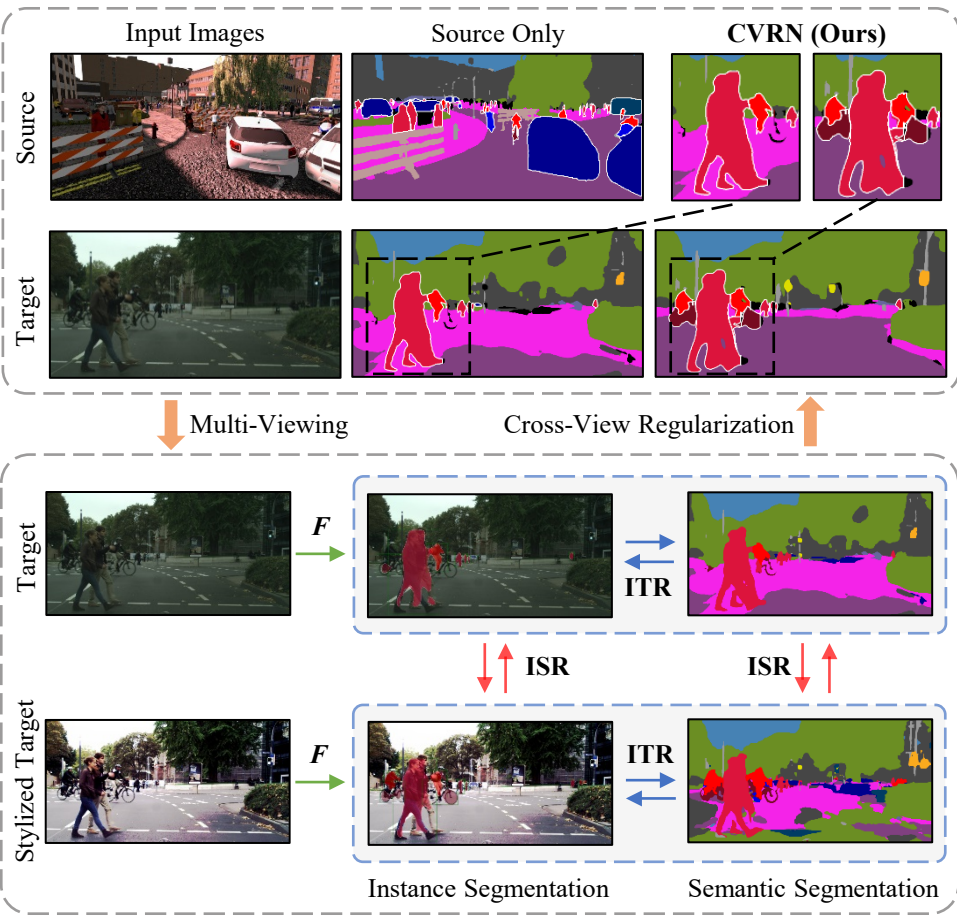 Input Images
Source Only
CVRN (Ours)
Source
Target
Multi-Viewing
Cross-View Regularization
Target
F
ITR
ISR
ISR
Stylized Target
F
ITR
Instance Segmentation
Semantic Segmentation